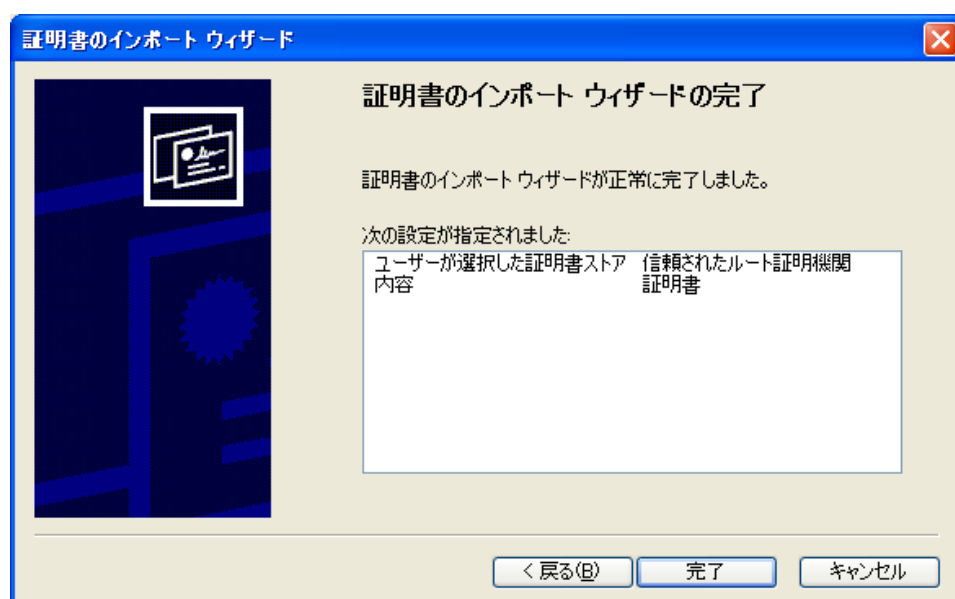 証明書のインポート ウィザード
証明書のインポート ウィザードの完了
証明書のインポート ウィザードが正常に完了しました。
次の設定が指定されました:
ユーザーが選択した証明書ストア 信頼されたルート証明機関
内容 証明書
< 戻る(B) 完了 キャンセル